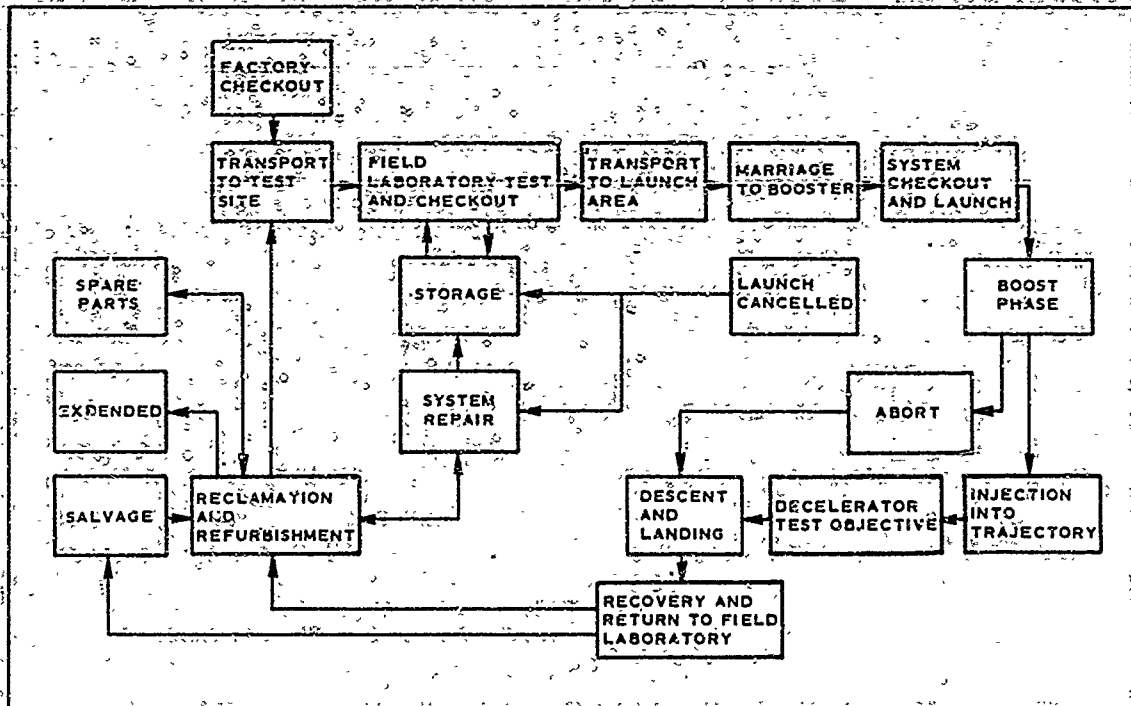 FACTORY
CHECKOUT
TRANSPORT
TO TEST
SITE
FIELD
LABORATORY TEST
AND CHECKOUT
TRANSPORT
TO LAUNCH
AREA
MARRIAGE
TO BOOSTER
SYSTEM
CHECKOUT
AND LAUNCH
SPARE
PARTS
STORAGE
LAUNCH
CANCELLED
BOOST
PHASE
EXPENDED
SYSTEM
REPAIR
ABORT
SALVAGE
RECLAMAYION
AND
REFURBISHMENT
DESCENT
AND
LANDING
DECELERATOR
TEST OBJECTIVE
INJECTION
INTO
TRAJECTORY
RECOVERY AND
RETURN TO FIELD
LABORATORY